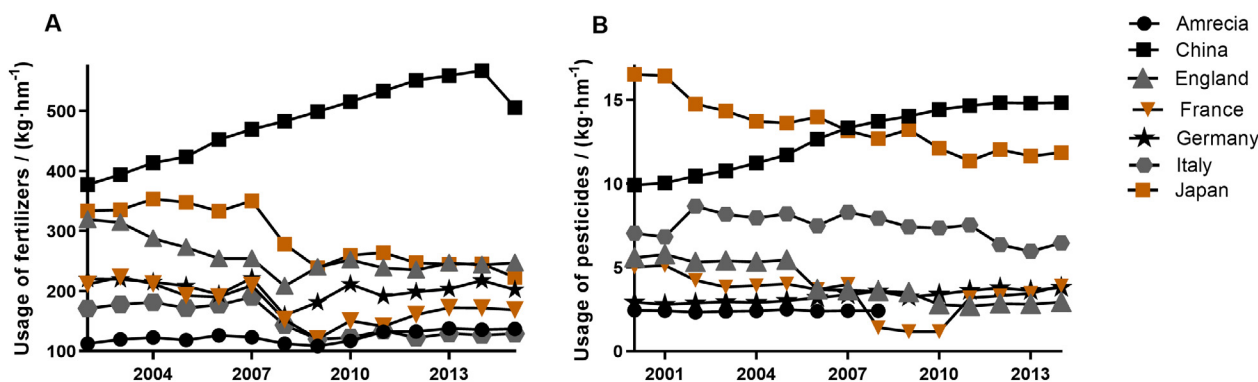 A
Usage of fertilizers / (kg·hm⁻¹)
500
400
300
200
100
2004
2007
2010
2013
B
Usage of pesticides / (kg·hm⁻¹)
15
10
5
0
2001
2004
2007
2010
2013
Amrecia
China
England
France
Germany
Italy
Japan